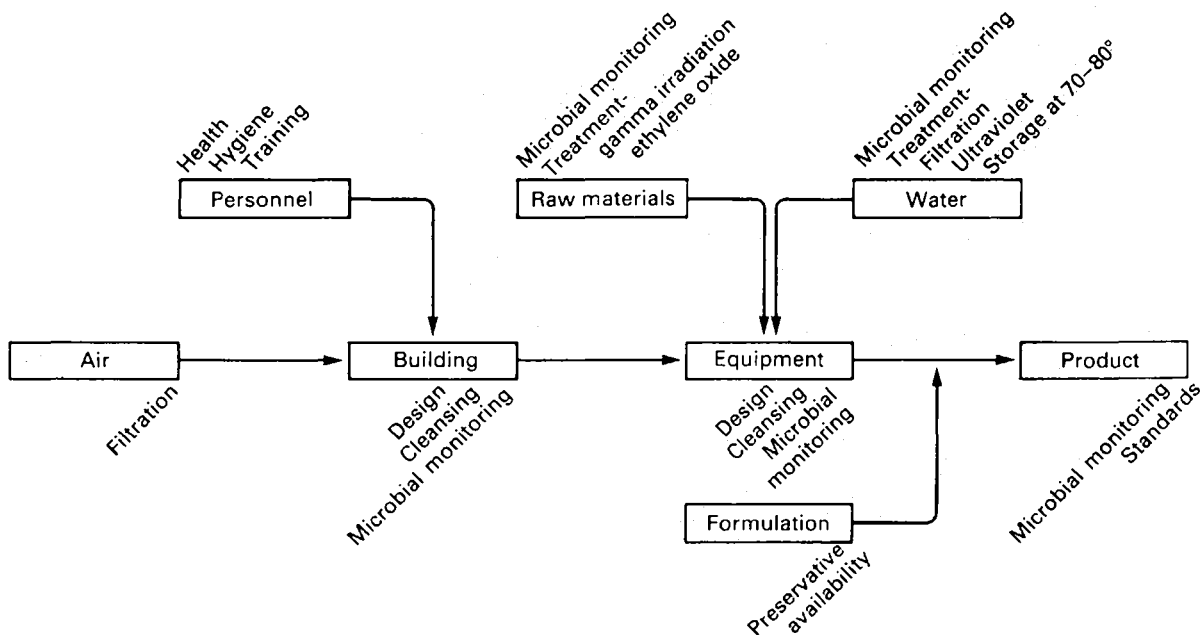 Health
Hygiene
Training
Personnel
Microbial monitoring
Treatment-
gamma irradiation
ethylene oxide
Raw materials
Microbial monitoring
Treatment-
Filtration
Ultraviolet
Storage at 70–80°
Water
Air
Filtration
Building
Design
Cleansing
Microbial monitoring
Equipment
Design
Cleansing
Microbial
monitoring
Product
Microbial monitoring
Standards
Formulation
Preservative
availability